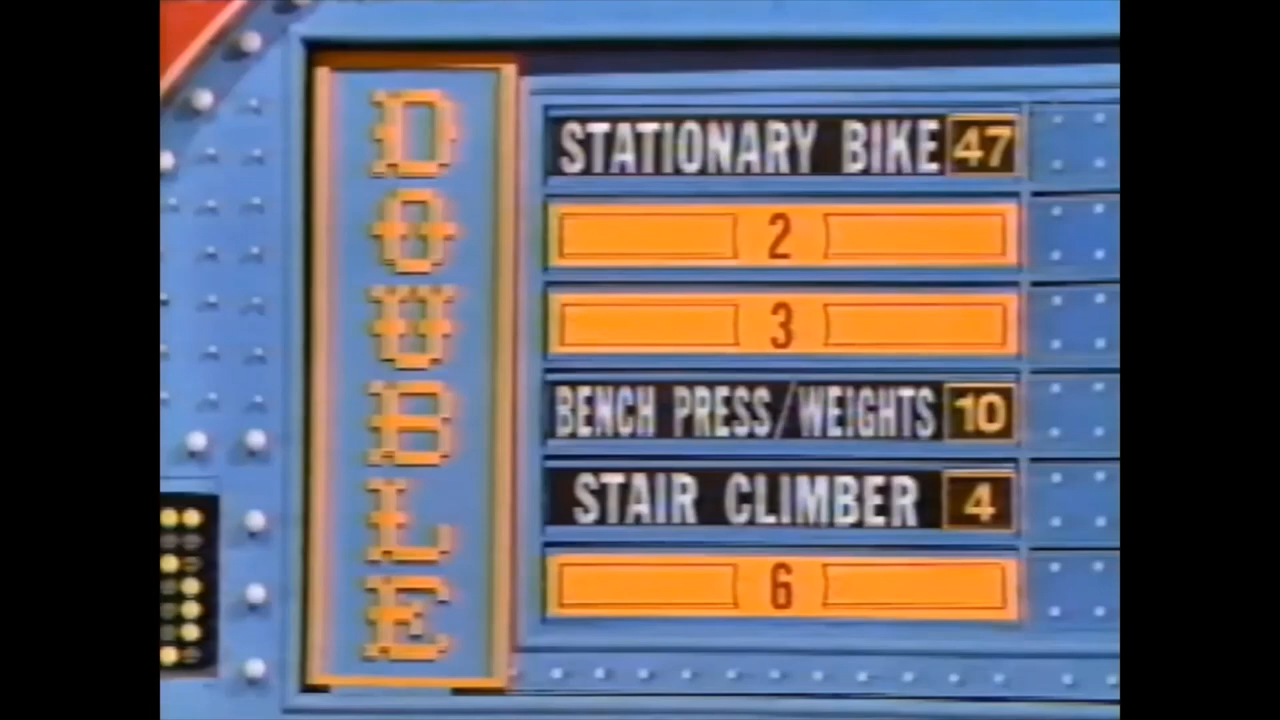 DOUBLE
STATIONARY BIKE 47
2
3
BENCH PRESS/WEIGHTS 10
STAIR CLIMBER 4
6